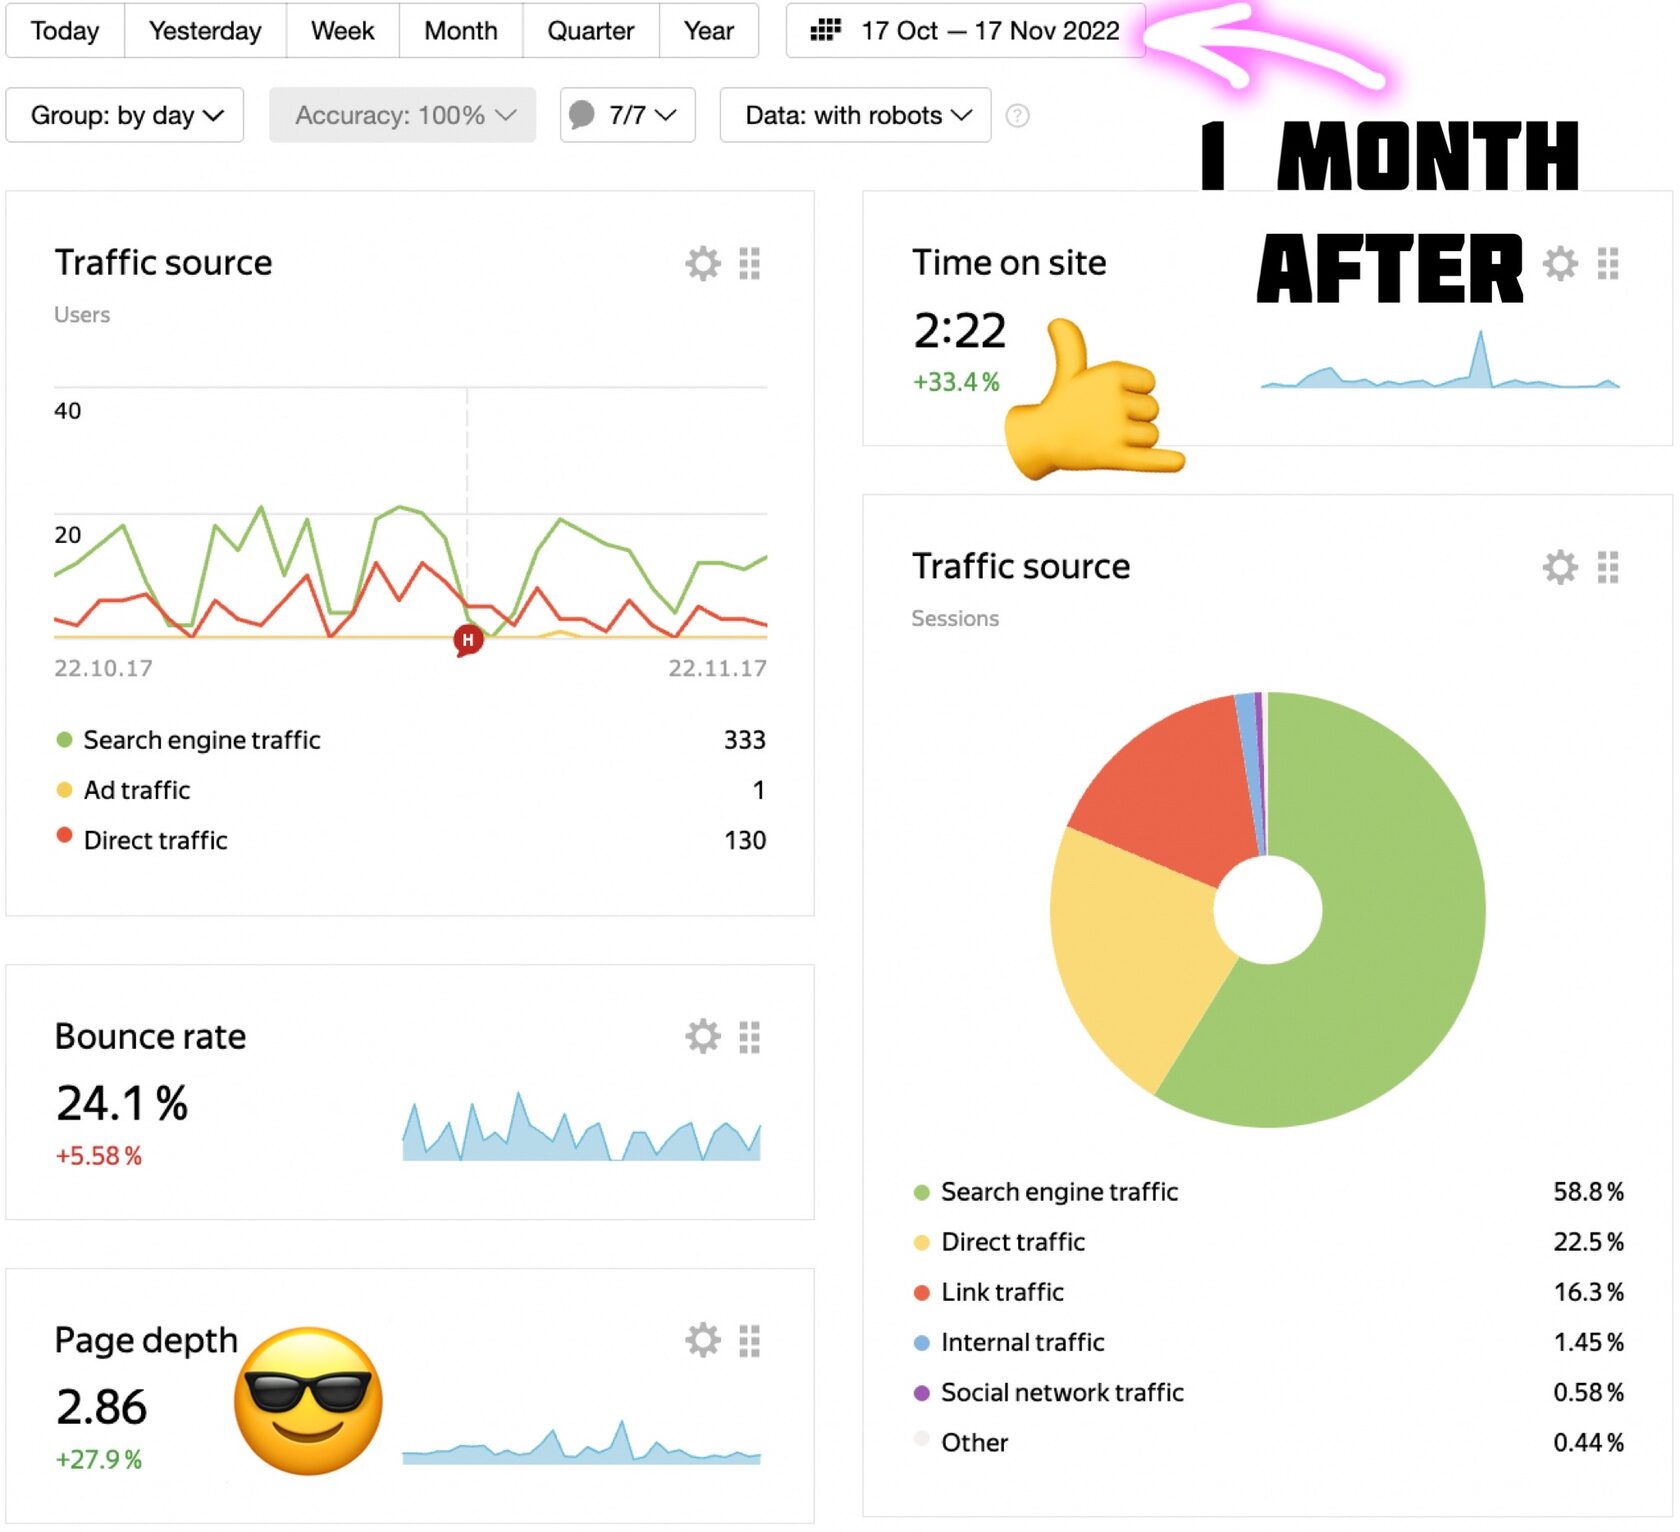 Today Yesterday Week Month Quarter Year 17 Oct — 17 Nov 2022
Group: by day Accuracy: 100% 7/7 Data: with robots ?
1 MONTH
AFTER
Traffic source
Users
40
20
H
22.10.17 22.11.17
Search engine traffic 333
Ad traffic 1
Direct traffic 130
Time on site
2:22
+33.4%
Traffic source
Sessions
Search engine traffic 58.8%
Direct traffic 22.5%
Link traffic 16.3%
Internal traffic 1.45%
Social network traffic 0.58%
Other 0.44%
Bounce rate
24.1%
+5.58%
Page depth
2.86
+27.9%